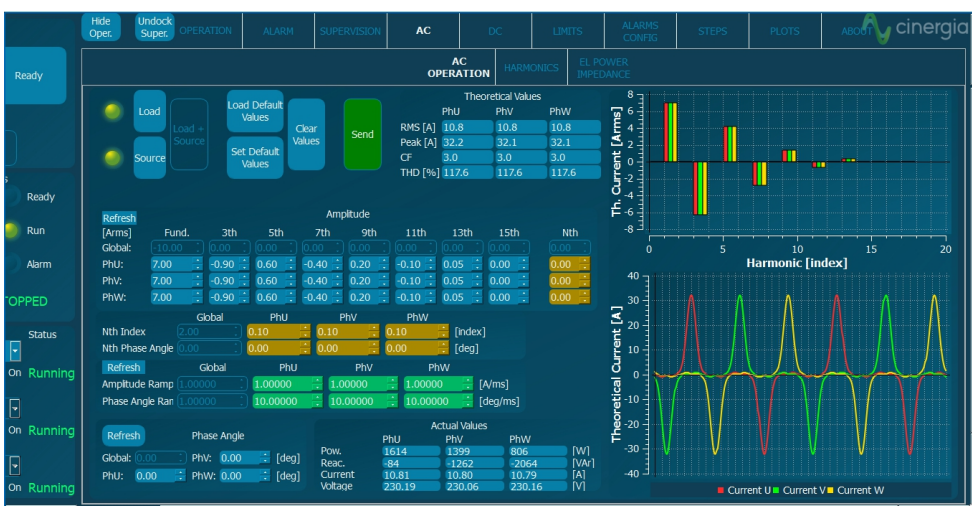 Hide Oper.
Undock Super.
OPERATION
ALARM
SUPERVISION
AC
DC
LIMITS
ALARMS CONFIG
STEPS
PLOTS
ABOUT
cinergia
AC OPERATION
HARMONICS
EL POWER IMPEDANCE
Ready
Load
Source
Load + Source
Load Default Values
Set Default Values
Clear Values
Send
Theoretical Values
PhU PhV PhW
RMS [A] 10.8 10.8 10.8
Peak [A] 32.2 32.1 32.1
CF 3.0 3.0 3.0
THD [%] 117.6 117.6 117.6
s
Ready
Run
Alarm
TOPPED
Status
On Running
On Running
On Running
Refresh
Amplitude
[Arms] Fund. 3th 5th 7th 9th 11th 13th 15th Nth
Global: -10.00 0.00 0.00 0.00 0.00 0.00 0.00 0.00 0.00
PhU: 7.00 -0.90 0.60 -0.40 0.20 -0.10 0.05 0.00 0.00
PhV: 7.00 -0.90 0.60 -0.40 0.20 -0.10 0.05 0.00 0.00
PhW: 7.00 -0.90 0.60 -0.40 0.20 -0.10 0.05 0.00 0.00
Global PhU PhV PhW
Nth Index 2.00 0.10 0.10 0.10 [index]
Nth Phase Angle 0.00 0.00 0.00 0.00 [deg]
Refresh Global PhU PhV PhW
Amplitude Ramp 1.00000 1.00000 1.00000 1.00000 [A/ms]
Phase Angle Ran 1.00000 10.00000 10.00000 10.00000 [deg/ms]
Refresh Phase Angle
Global: 0.00 PhV: 0.00 [deg]
PhU: 0.00 PhW: 0.00 [deg]
Actual Values
PhU PhV PhW
Pow. 1614 1399 806 [W]
Reac. -84 -1262 -2064 [VAr]
Current 10.81 10.80 10.79 [A]
Voltage 230.19 230.06 230.16 [V]
Th. Current [Arms]
8
6
4
2
0
-2
-4
-6
-8
0 5 10 15 20
Harmonic [index]
Theoretical Current [A]
40
30
20
10
0
-10
-20
-30
-40
Current U Current V Current W